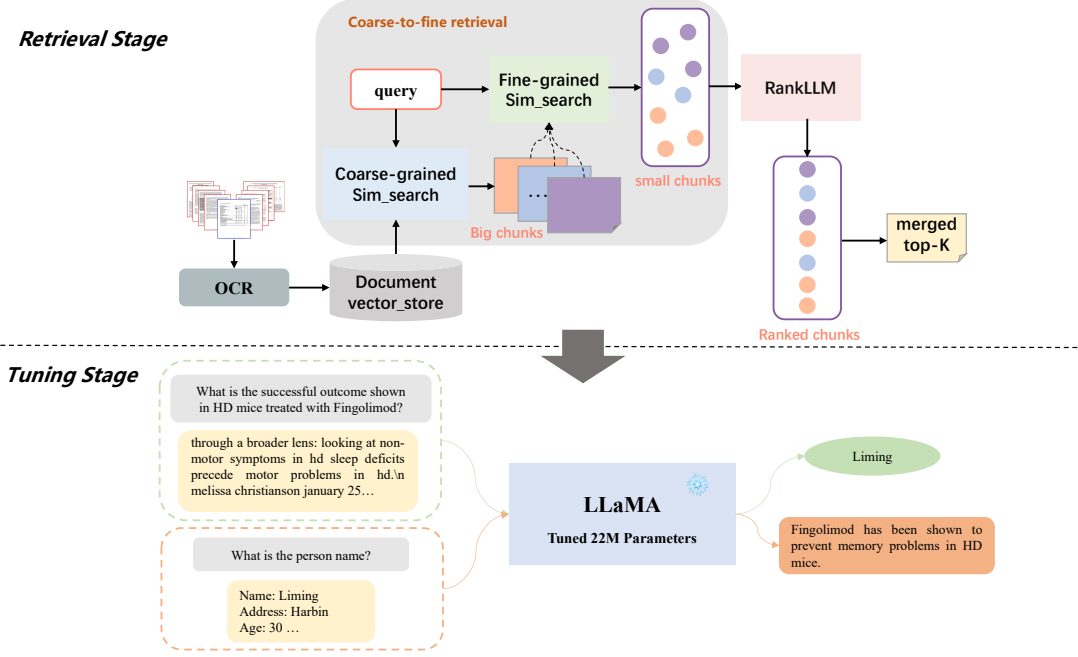 Retrieval Stage
Coarse-to-fine retrieval
query
Fine-grained
Sim_search
Coarse-grained
Sim_search
...
Big chunks
small chunks
RankLLM
Ranked chunks
merged
top-K
OCR
Document
vector_store
Tuning Stage
What is the successful outcome shown
in HD mice treated with Fingolimod?
through a broader lens: looking at non-
motor symptoms in hd sleep deficits
precede motor problems in hd.\n
melissa christianson january 25…
What is the person name?
Name: Liming
Address: Harbin
Age: 30 …
LLaMA
Tuned 22M Parameters
Liming
Fingolimod has been shown to
prevent memory problems in HD
mice.